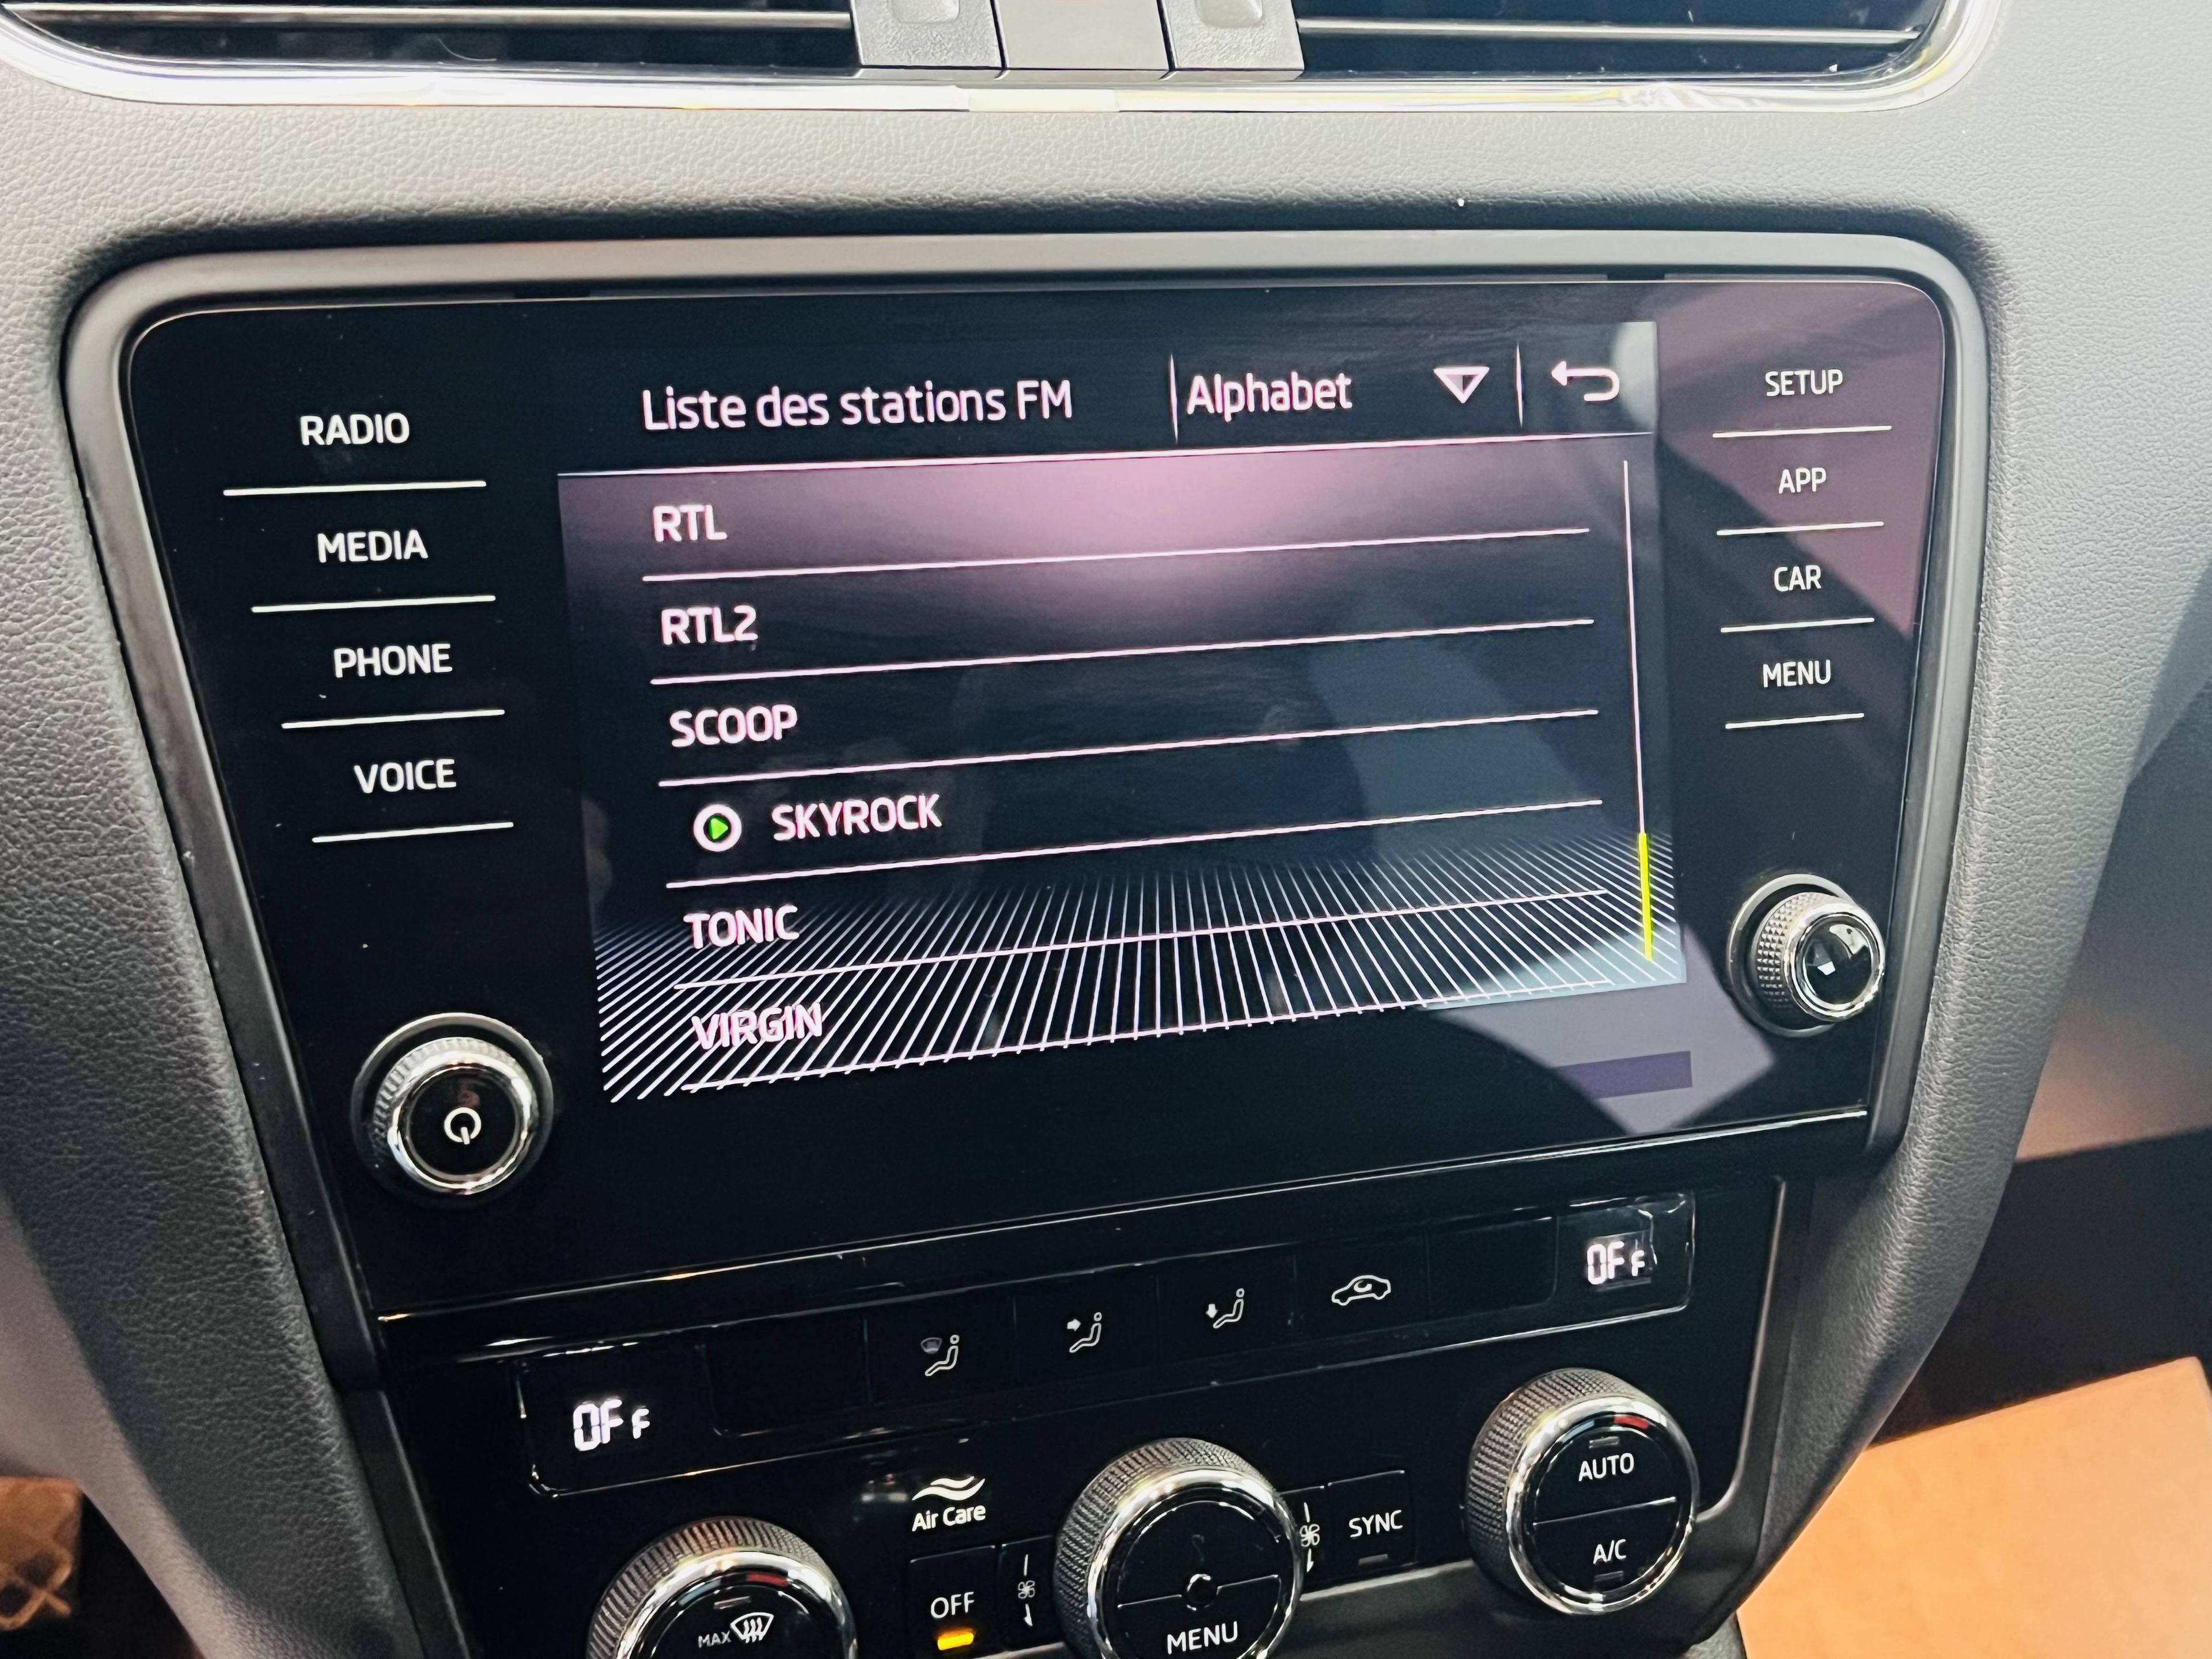 RADIO
MEDIA
PHONE
VOICE
Liste des stations FM
Alphabet
RTL
RTL2
SCOOP
SKYROCK
TONIC
VIRGIN
SETUP
APP
CAR
MENU
OFF
OFF
Air Care
MAX
OFF
MENU
SYNC
AUTO
A/C